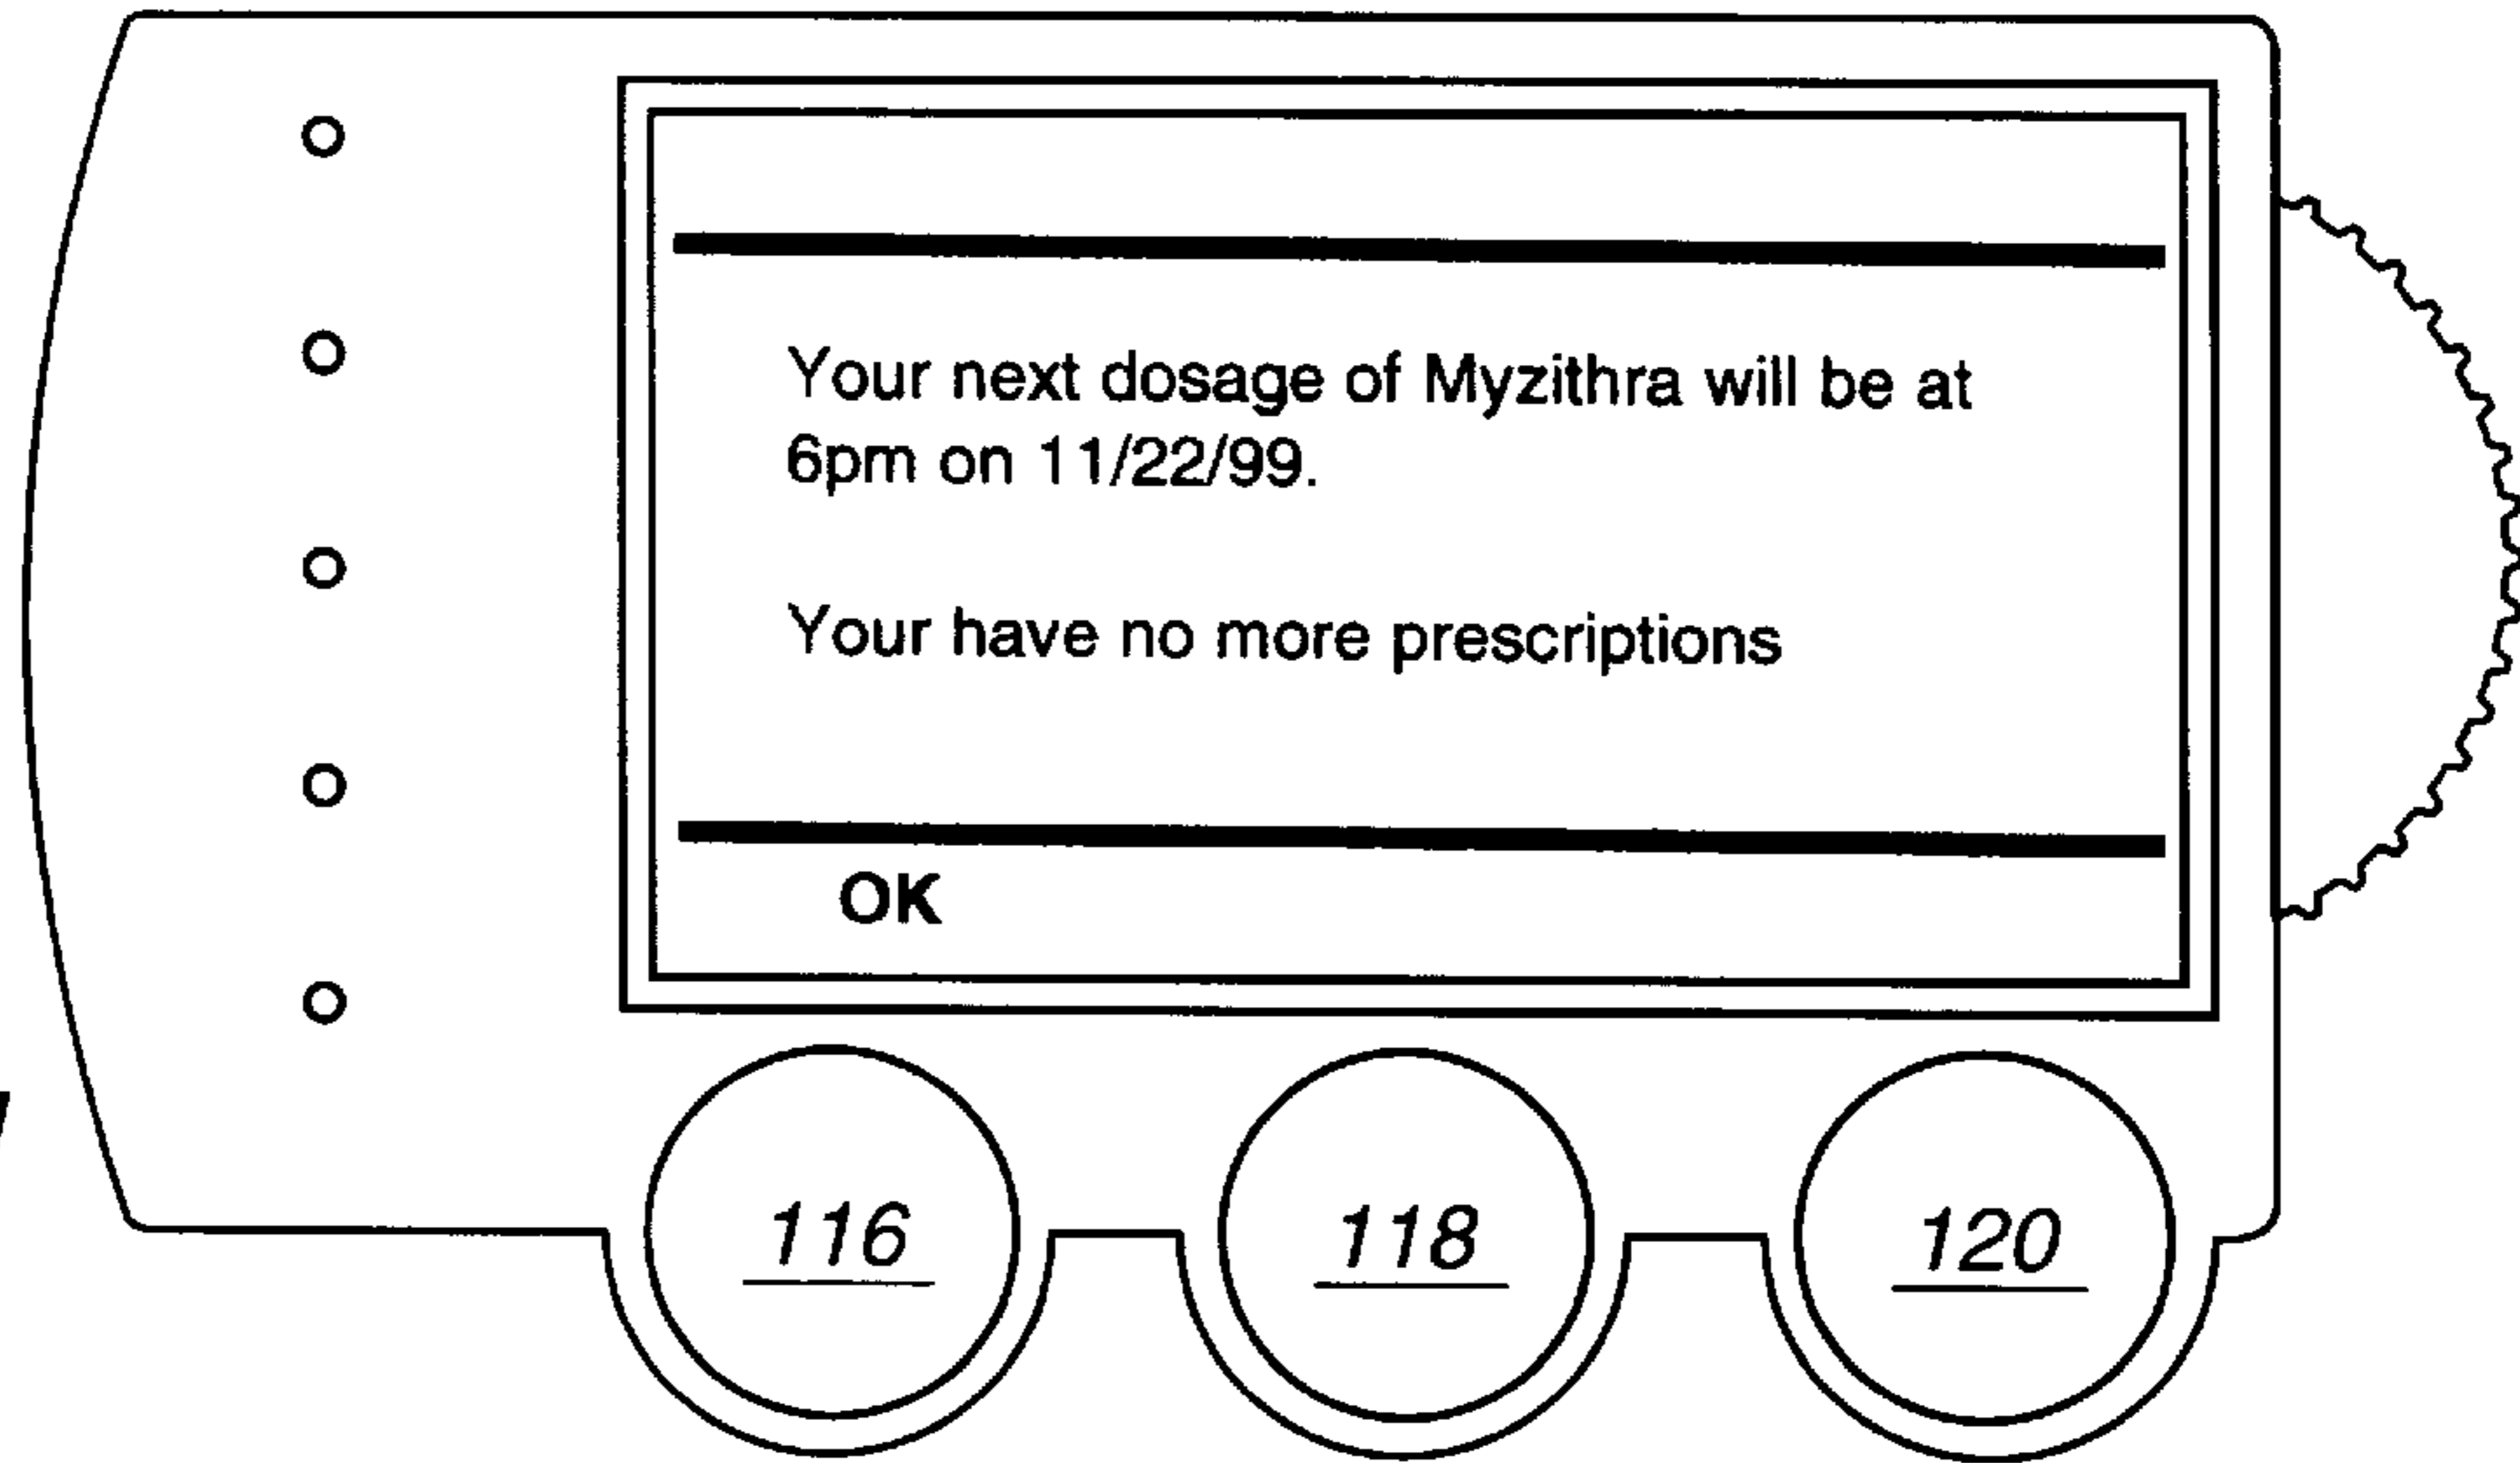 Your next dosage of Myzithra will be at
6pm on 11/22/99.
Your have no more prescriptions
OK
116
118
120